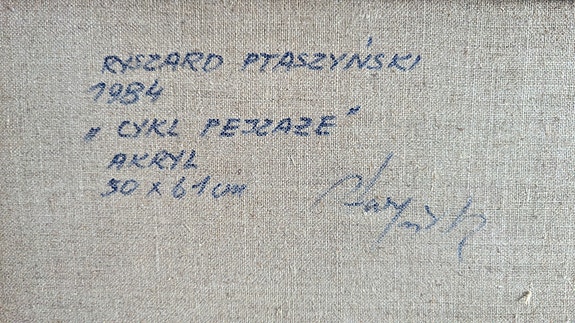 RYSZARD PTASZYŃSKI
1984
„CYKL PEJZAŻE"
AKRYL
50 x 61 cm